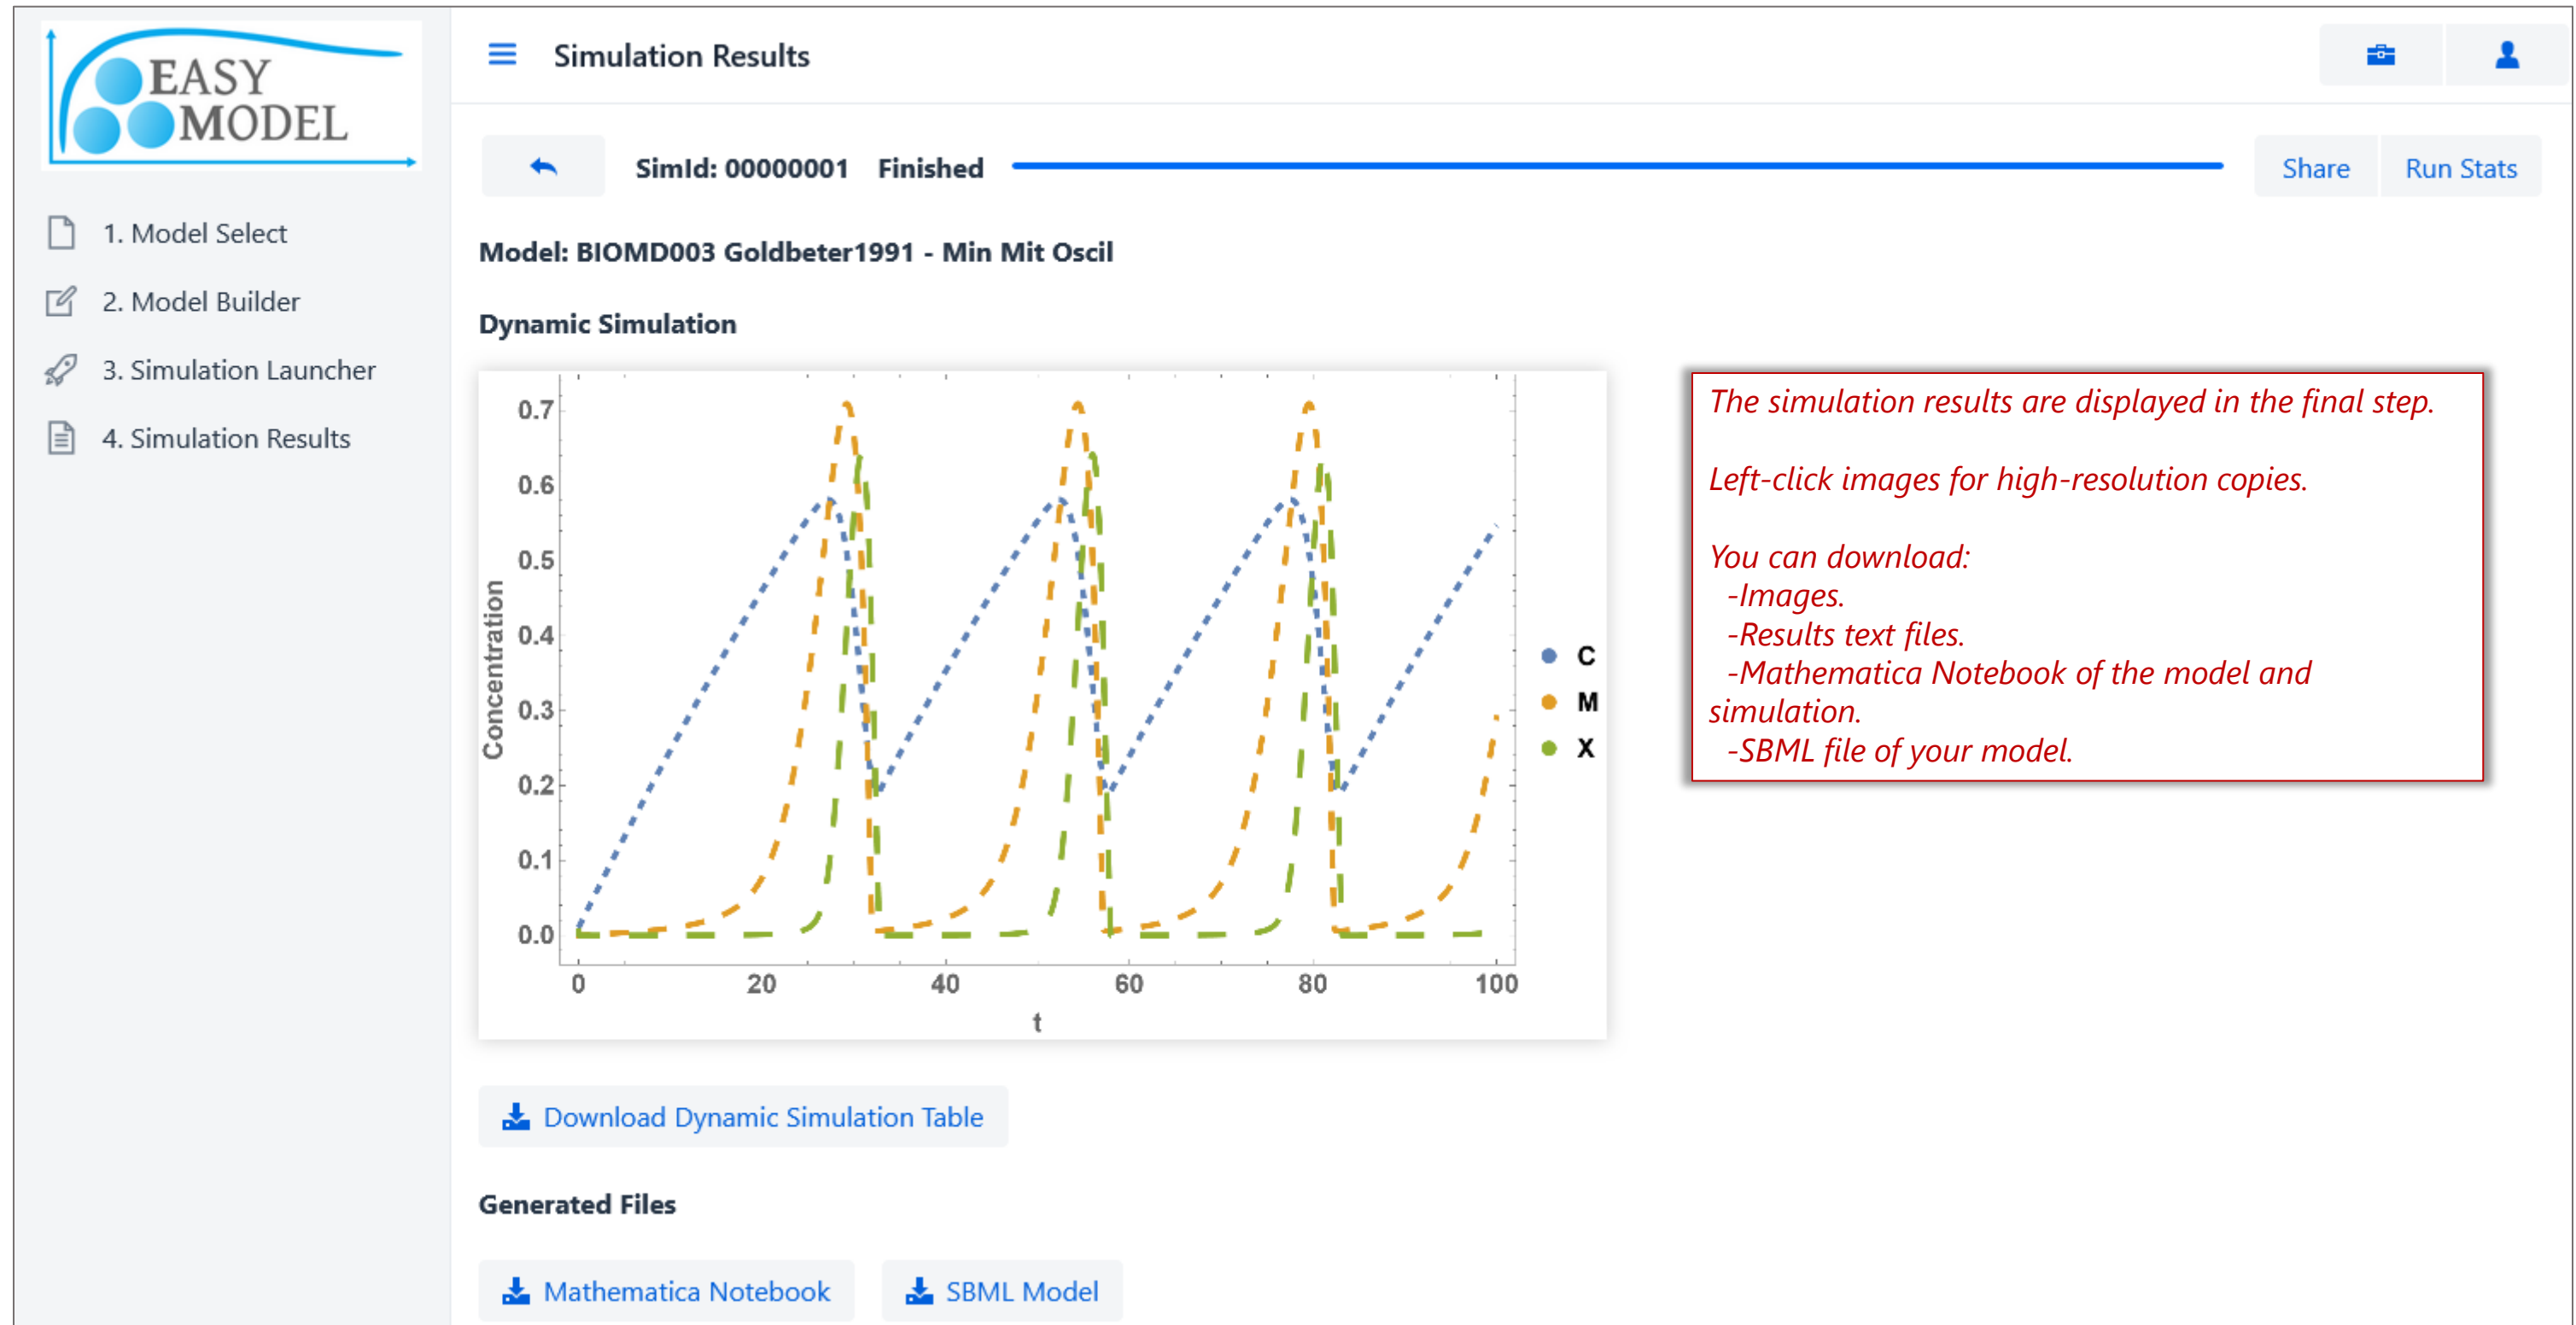 EASY
MODEL
1. Model Select
2. Model Builder
3. Simulation Launcher
4. Simulation Results
Simulation Results
SimId: 00000001 Finished
Share Run Stats
Model: BIOMD003 Goldbeter1991 - Min Mit Oscil
Dynamic Simulation
0.7
0.6
0.5
0.4
0.3
0.2
0.1
0.0
Concentration
0 20 40 60 80 100
t
C
M
X
The simulation results are displayed in the final step.
Left-click images for high-resolution copies.
You can download:
-Images.
-Results text files.
-Mathematica Notebook of the model and
simulation.
-SBML file of your model.
Download Dynamic Simulation Table
Generated Files
Mathematica Notebook SBML Model